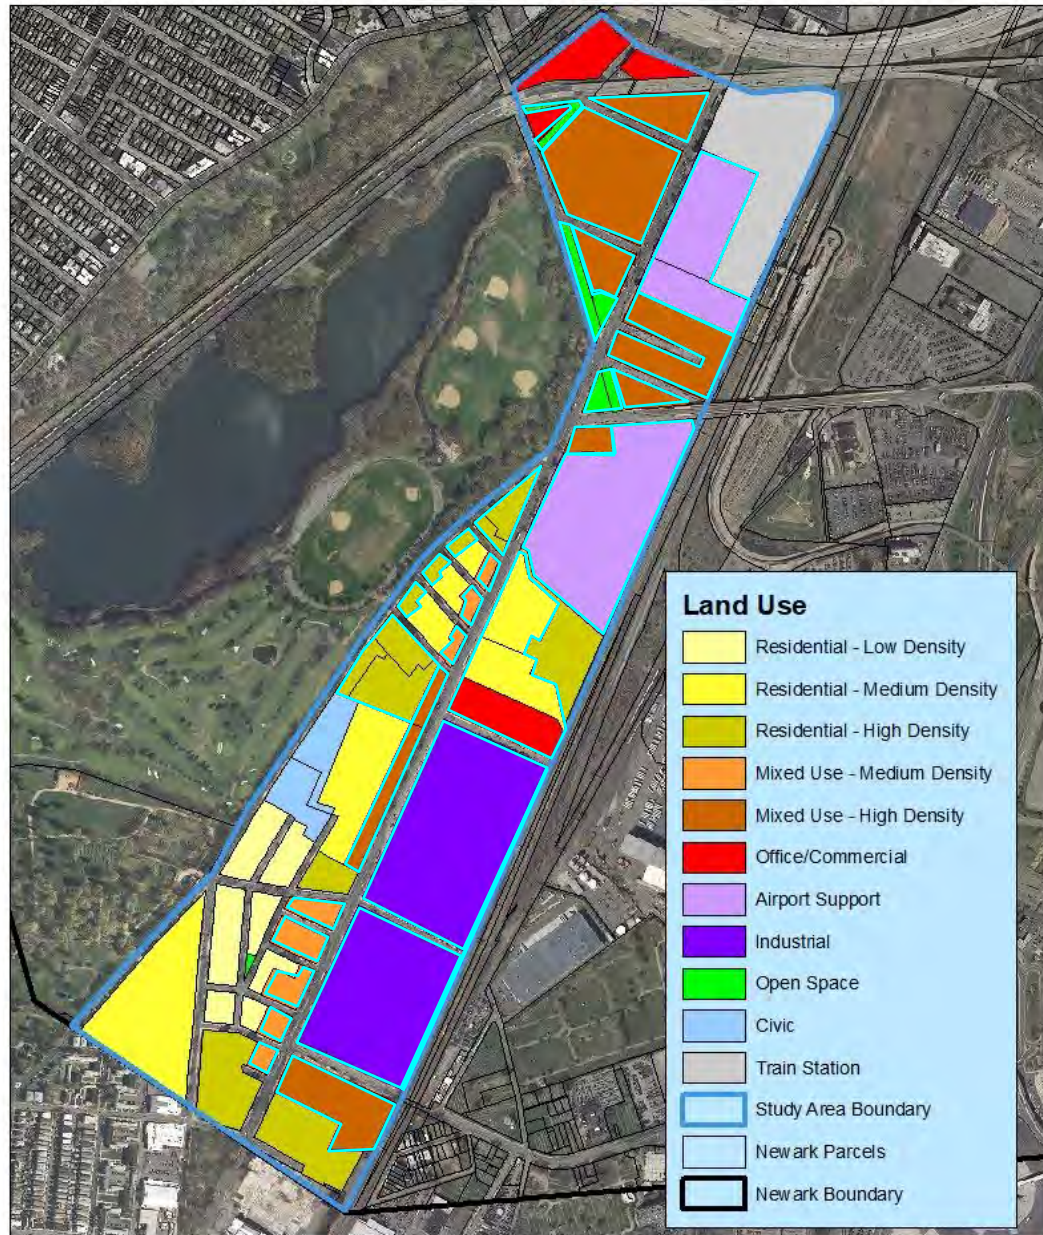 Land Use
Residential - Low Density
Residential - Medium Density
Residential - High Density
Mixed Use - Medium Density
Mixed Use - High Density
Office/Commercial
Airport Support
Industrial
Open Space
Civic
Train Station
Study Area Boundary
Newark Parcels
Newark Boundary